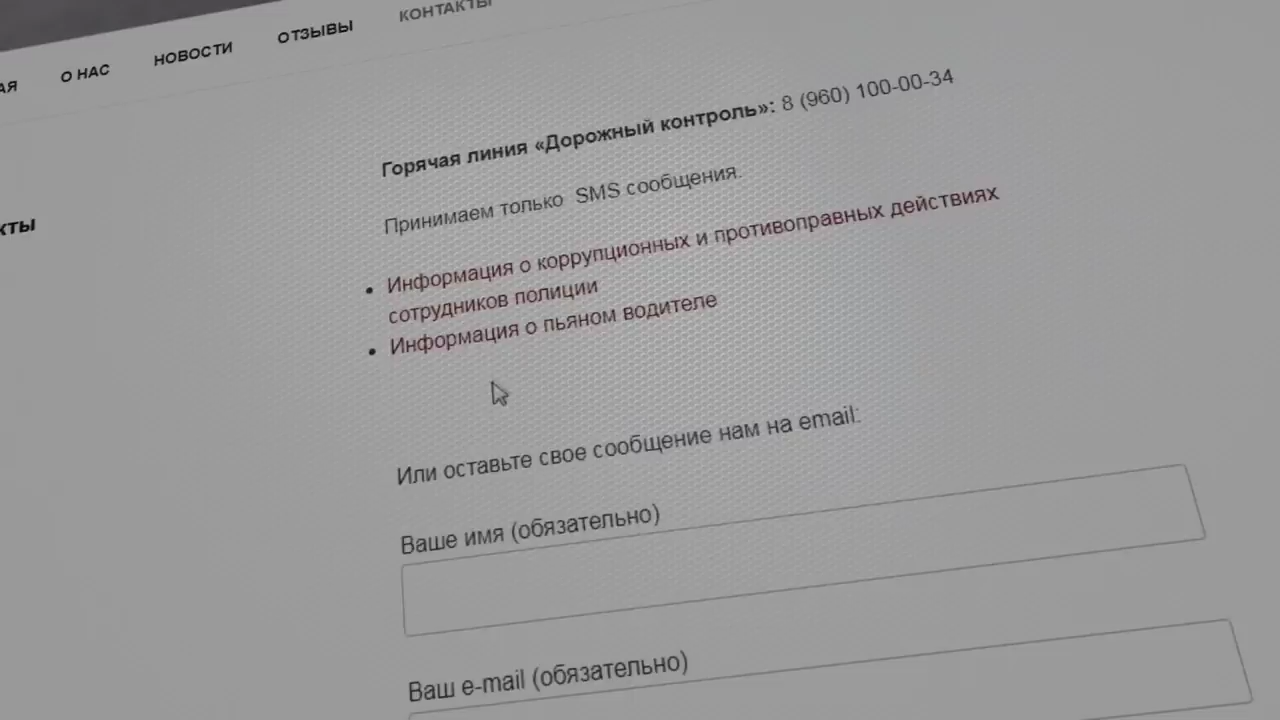 АЯ О НАС НОВОСТИ ОТЗЫВЫ КОНТАКТЫ
Горячая линия «Дорожный контроль»: 8 (960) 100-00-34
кты
Принимаем только SMS сообщения.
Информация о коррупционных и противоправных действиях
сотрудников полиции
Информация о пьяном водителе
Или оставьте свое сообщение нам на email:
Ваше имя (обязательно)
Ваш e-mail (обязательно)